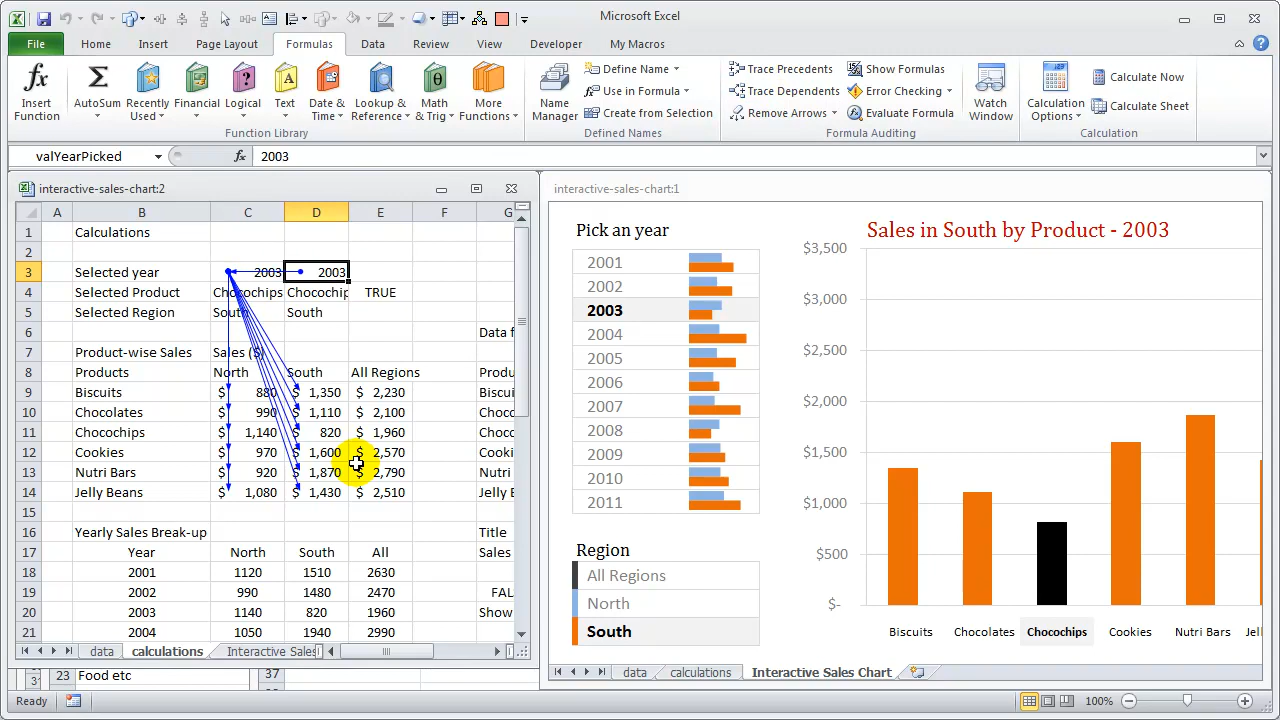 Microsoft Excel
File Home Insert Page Layout Formulas Data Review View Developer My Macros
Insert Function
AutoSum
Recently Used
Financial
Logical
Text
Date & Time
Lookup & Reference
Math & Trig
More Functions
Function Library
Name Manager
Define Name
Use in Formula
Create from Selection
Defined Names
Trace Precedents
Trace Dependents
Remove Arrows
Show Formulas
Error Checking
Evaluate Formula
Formula Auditing
Watch Window
Calculation Options
Calculate Now
Calculate Sheet
Calculation
valYearPicked fx 2003
interactive-sales-chart:2
A B C D E F G
1 Calculations
2
3 Selected year 2003 2003
4 Selected Product Chocochips Chocochip TRUE
5 Selected Region South South
6 Data f
7 Product-wise Sales Sales ($)
8 Products North South All Regions Produ
9 Biscuits $ 880 $ 1,350 $ 2,230 Biscui
10 Chocolates $ 990 $ 1,110 $ 2,100 Choco
11 Chocochips $ 1,140 $ 820 $ 1,960 Choco
12 Cookies $ 970 $ 1,600 $ 2,570 Cooki
13 Nutri Bars $ 920 $ 1,870 $ 2,790 Nutri
14 Jelly Beans $ 1,080 $ 1,430 $ 2,510 Jelly B
15
16 Yearly Sales Break-up Title
17 Year North South All Sales
18 2001 1120 1510 2630
19 2002 990 1480 2470 FAL
20 2003 1140 820 1960 Show
21 2004 1050 1940 2990
data calculations Interactive Sales
23 Food etc 37
interactive-sales-chart:1
Pick an year
2001
2002
2003
2004
2005
2006
2007
2008
2009
2010
2011
Region
All Regions
North
South
Sales in South by Product - 2003
$3,500
$3,000
$2,500
$2,000
$1,500
$1,000
$500
$-
Biscuits Chocolates Chocochips Cookies Nutri Bars Jell
data calculations Interactive Sales Chart
Ready 100%